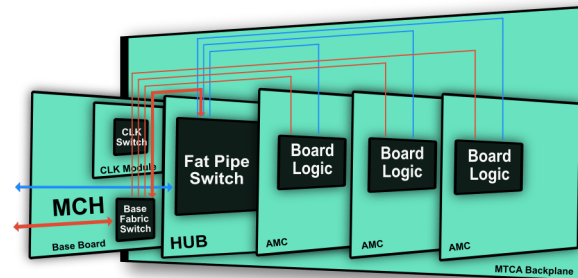 CLK
Switch
CLK Module
MCH
Base
Fabric
Switch
Base Board
Fat Pipe
Switch
HUB
Board
Logic
AMC
Board
Logic
AMC
Board
Logic
AMC
MTCA Backplane